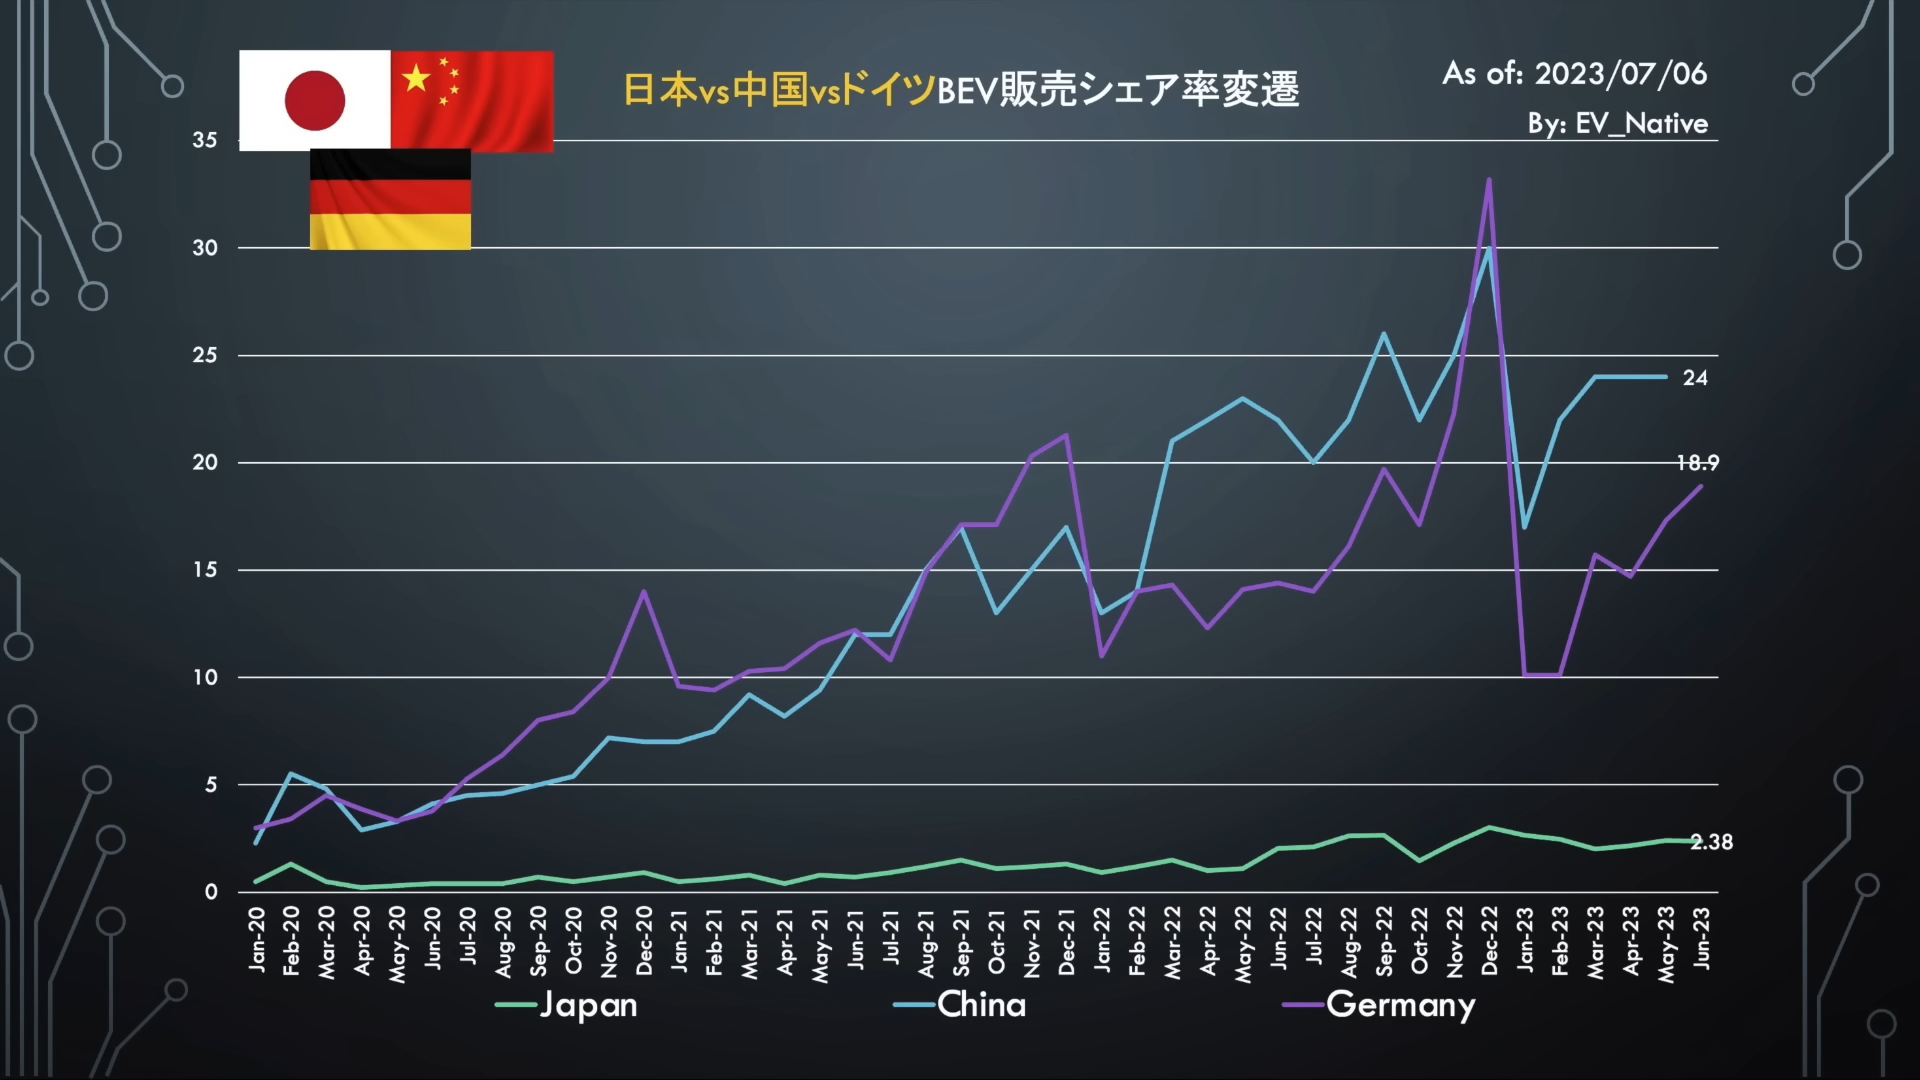 日本vs中国vsドイツBEV販売シェア率変遷
As of: 2023/07/06
By: EV_Native
35
30
25
20
15
10
5
0
24
18.9
2.38
Jan-20
Feb-20
Mar-20
Apr-20
May-20
Jun-20
Jul-20
Aug-20
Sep-20
Oct-20
Nov-20
Dec-20
Jan-21
Feb-21
Mar-21
Apr-21
May-21
Jun-21
Jul-21
Aug-21
Sep-21
Oct-21
Nov-21
Dec-21
Jan-22
Feb-22
Mar-22
Apr-22
May-22
Jun-22
Jul-22
Aug-22
Sep-22
Oct-22
Nov-22
Dec-22
Jan-23
Feb-23
Mar-23
Apr-23
May-23
Jun-23
Japan
China
Germany